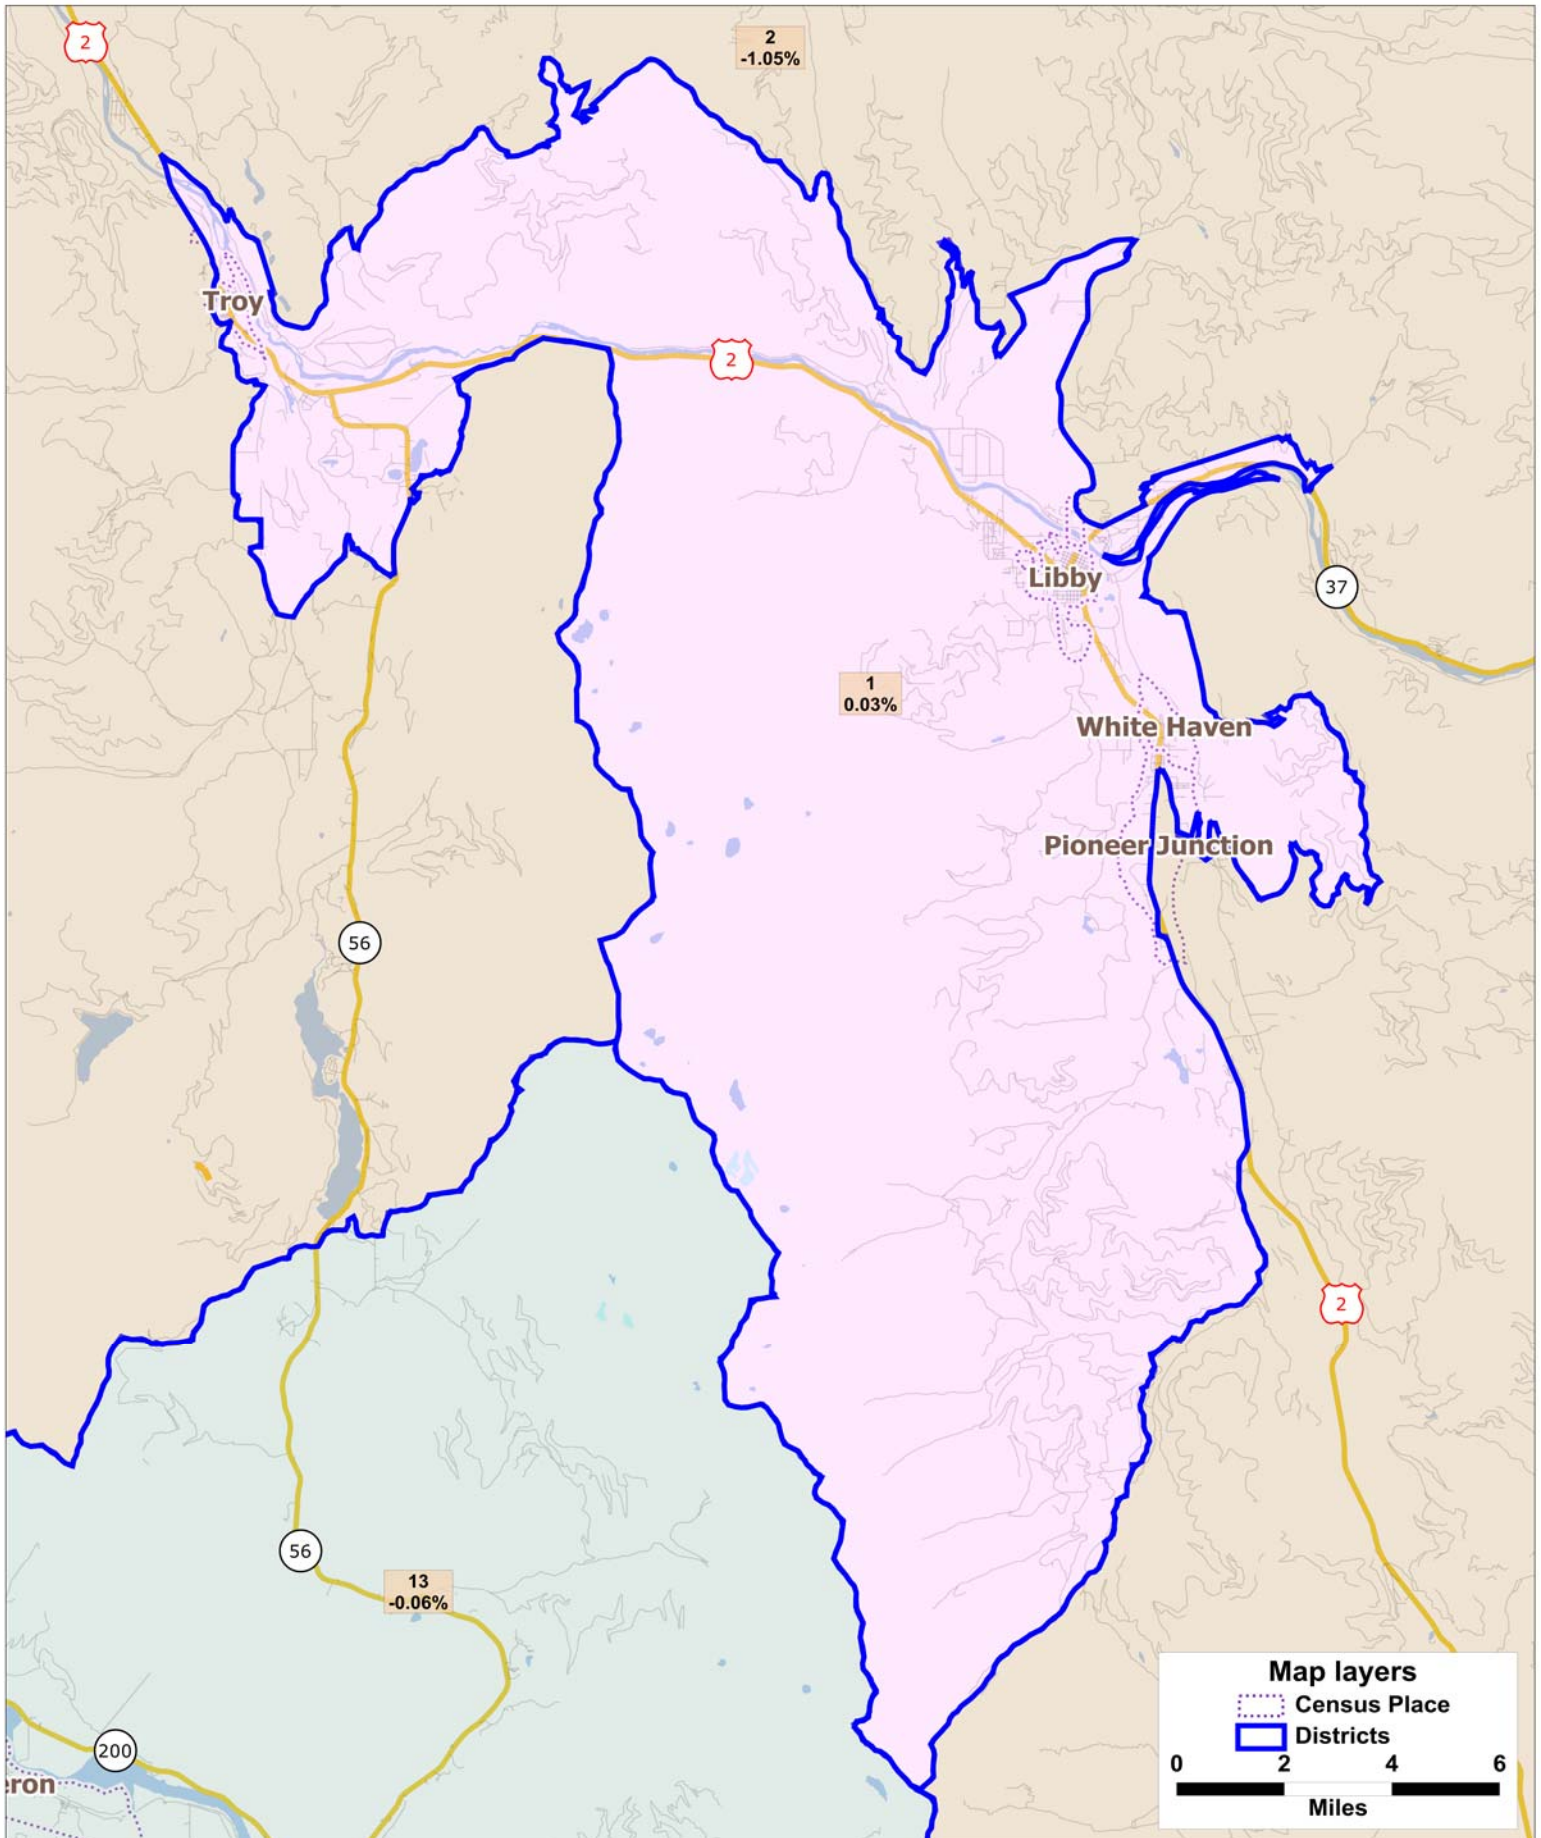 2
2
-1.05%
Troy
2
Libby
37
1
0.03%
White Haven
Pioneer Junction
56
2
56
13
-0.06%
Map layers
Census Place
Districts
0 2 4 6
Miles
200
eron